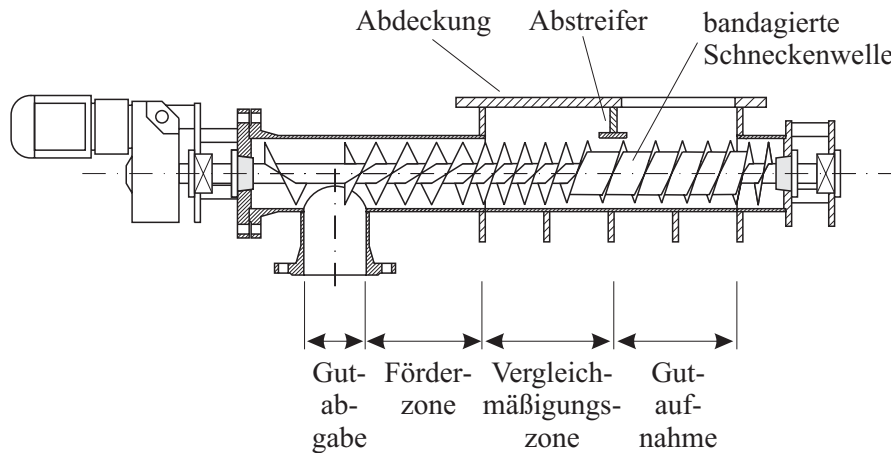 Abdeckung
Abstreifer
bandagierte
Schneckenwelle
Gut-
ab-
gabe
Förder-
zone
Vergleich-
mäßigungs-
zone
Gut-
auf-
nahme